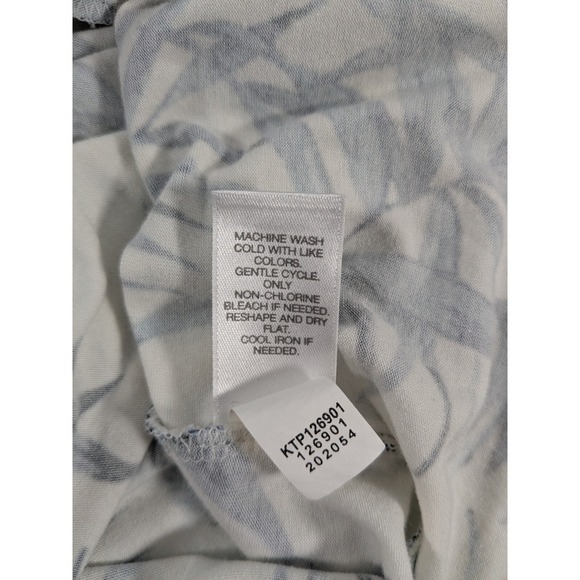 MACHINE WASH
COLD WITH LIKE
COLORS.
GENTLE CYCLE.
ONLY
NON-CHLORINE
BLEACH IF NEEDED.
RESHAPE AND DRY
FLAT.
COOL IRON IF
NEEDED.
KTP126901
126901
202054